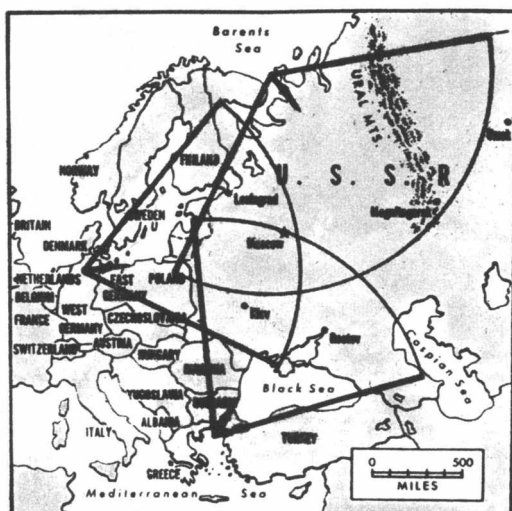 Barents
Sea
URAL MTS.
FINLAND
NORWAY
U. S. S. R
Leningrad
SWEDEN
Magnitogorsk
BRITAIN
DENMARK
Moscow
NETHERLANDS
EAST
GERMANY
POLAND
BELGIUM
WEST
GERMANY
Kiev
FRANCE
CZECHOSLOVAKIA
SWITZERLAND
AUSTRIA
HUNGARY
Rostov
Caspian Sea
Black Sea
YUGOSLAVIA
ALBANIA
ITALY
TURKEY
GREECE
Mediterranean Sea
0 500
MILES